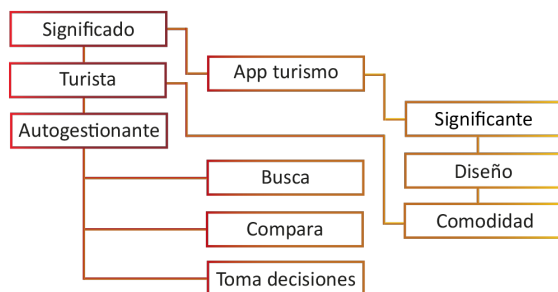 Significado
Turista
Autogestionante
App turismo
Busca
Compara
Toma decisiones
Significante
Diseño
Comodidad